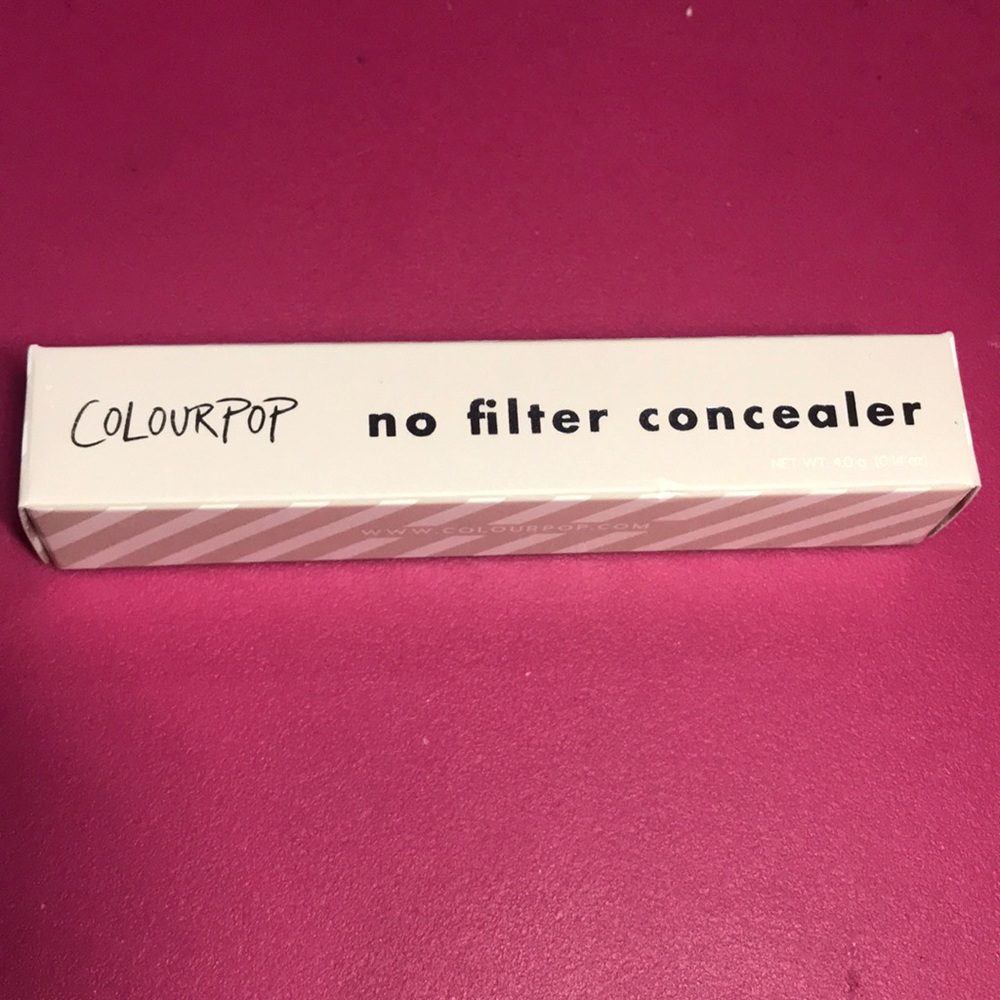 COLOURPOP no filter concealer
NET WT. 4.0 g (0.14 oz)
WWW.COLOURPOP.COM